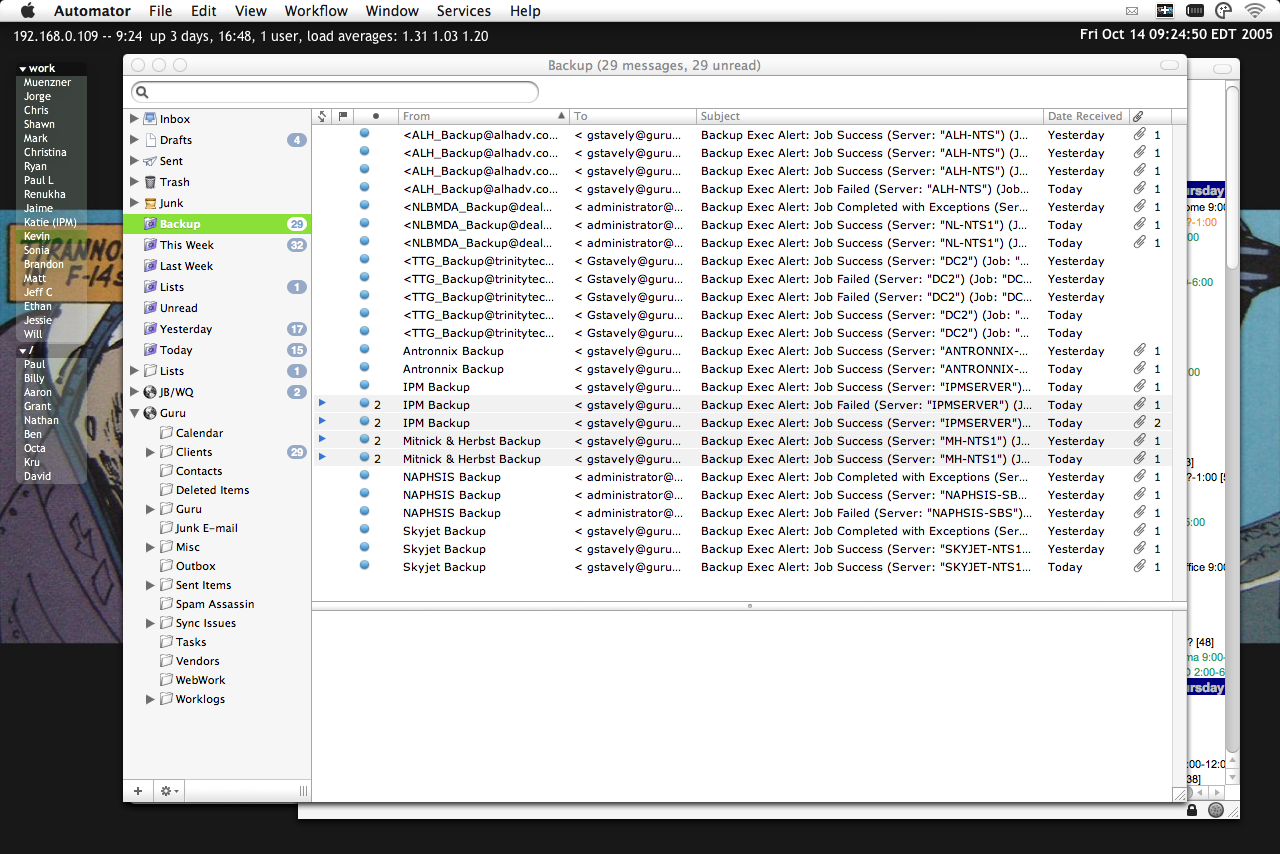 Automator File Edit View Workflow Window Services Help
192.168.0.109 -- 9:24 up 3 days, 16:48, 1 user, load averages: 1.31 1.03 1.20
Fri Oct 14 09:24:50 EDT 2005
work
Muenzner
Jorge
Chris
Shawn
Mark
Christina
Ryan
Paul L
Renukha
Jaime
Katie (IPM)
Kevin
Sonia
Brandon
Matt
Jeff C
Ethan
Jessie
Will
/
Paul
Billy
Aaron
Grant
Nathan
Ben
Octa
Kru
David
F-14s
Backup (29 messages, 29 unread)
Inbox
Drafts 4
Sent
Trash
Junk
Backup 29
This Week 32
Last Week
Lists 1
Unread
Yesterday 17
Today 15
Lists 1
JB/WQ 2
Guru
Calendar
Clients 29
Contacts
Deleted Items
Guru
Junk E-mail
Misc
Outbox
Sent Items
Spam Assassin
Sync Issues
Tasks
Vendors
WebWork
Worklogs
From To Subject Date Received
<ALH_Backup@alhadv.co... < gstavely@guru... Backup Exec Alert: Job Success (Server: "ALH-NTS") (J... Yesterday 1
<ALH_Backup@alhadv.co... < gstavely@guru... Backup Exec Alert: Job Success (Server: "ALH-NTS") (J... Yesterday 1
<ALH_Backup@alhadv.co... < gstavely@guru... Backup Exec Alert: Job Success (Server: "ALH-NTS") (J... Yesterday 1
<ALH_Backup@alhadv.co... < gstavely@guru... Backup Exec Alert: Job Failed (Server: "ALH-NTS") (Job... Today 1
<NLBMDA_Backup@deal... < administrator@... Backup Exec Alert: Job Completed with Exceptions (Ser... Yesterday 1
<NLBMDA_Backup@deal... < administrator@... Backup Exec Alert: Job Success (Server: "NL-NTS1") (J... Yesterday 1
<NLBMDA_Backup@deal... < administrator@... Backup Exec Alert: Job Success (Server: "NL-NTS1") (J... Today 1
<TTG_Backup@trinitytec... < Gstavely@guru... Backup Exec Alert: Job Success (Server: "DC2") (Job: "... Yesterday
<TTG_Backup@trinitytec... < Gstavely@guru... Backup Exec Alert: Job Failed (Server: "DC2") (Job: "DC... Yesterday
<TTG_Backup@trinitytec... < Gstavely@guru... Backup Exec Alert: Job Failed (Server: "DC2") (Job: "DC... Today
<TTG_Backup@trinitytec... < Gstavely@guru... Backup Exec Alert: Job Success (Server: "DC2") (Job: "... Today
<TTG_Backup@trinitytec... < Gstavely@guru... Backup Exec Alert: Job Success (Server: "DC2") (Job: "... Today
Antronnix Backup < gstavely@guru... Backup Exec Alert: Job Success (Server: "ANTRONNIX-... Yesterday 1
Antronnix Backup < gstavely@guru... Backup Exec Alert: Job Success (Server: "ANTRONNIX-... Today 1
IPM Backup < gstavely@guru... Backup Exec Alert: Job Success (Server: "IPMSERVER")... Today 1
2 IPM Backup < gstavely@guru... Backup Exec Alert: Job Failed (Server: "IPMSERVER") (J... Today 1
2 IPM Backup < gstavely@guru... Backup Exec Alert: Job Success (Server: "IPMSERVER")... Today 2
2 Mitnick & Herbst Backup < gstavely@guru... Backup Exec Alert: Job Success (Server: "MH-NTS1") (J... Yesterday 1
2 Mitnick & Herbst Backup < gstavely@guru... Backup Exec Alert: Job Success (Server: "MH-NTS1") (J... Today 1
NAPHSIS Backup < administrator@... Backup Exec Alert: Job Completed with Exceptions (Ser... Yesterday 1
NAPHSIS Backup < administrator@... Backup Exec Alert: Job Success (Server: "NAPHSIS-SB... Yesterday 1
NAPHSIS Backup < administrator@... Backup Exec Alert: Job Failed (Server: "NAPHSIS-SBS")... Today 1
Skyjet Backup < gstavely@guru... Backup Exec Alert: Job Completed with Exceptions (Ser... Yesterday 1
Skyjet Backup < gstavely@guru... Backup Exec Alert: Job Success (Server: "SKYJET-NTS1... Yesterday 1
Skyjet Backup < gstavely@guru... Backup Exec Alert: Job Success (Server: "SKYJET-NTS1... Today 1
ursday
ome 9:00
?-1:00
00
-6:00
00
3]
?-1:00 [5
5:00
ffice 9:00
? [48]
ma 9:00-
0 2:00-6
ursday
:00-12:0
38]